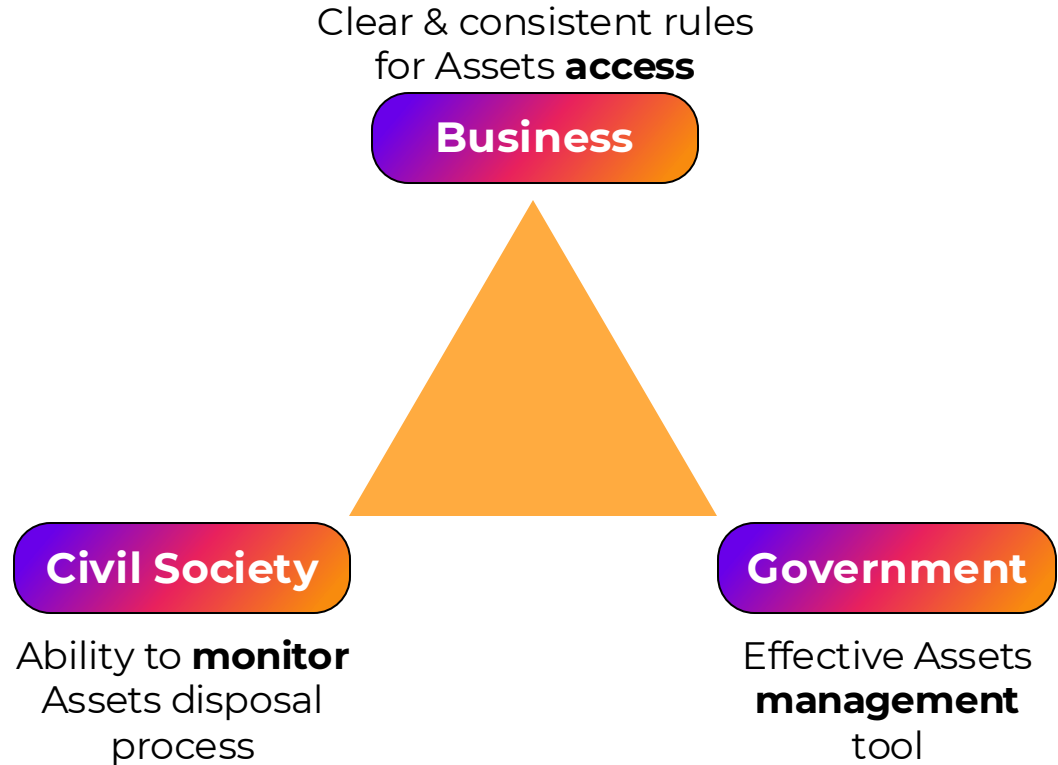 Clear & consistent rules
for Assets access
Business
Civil Society
Ability to monitor
Assets disposal
process
Government
Effective Assets
management
tool